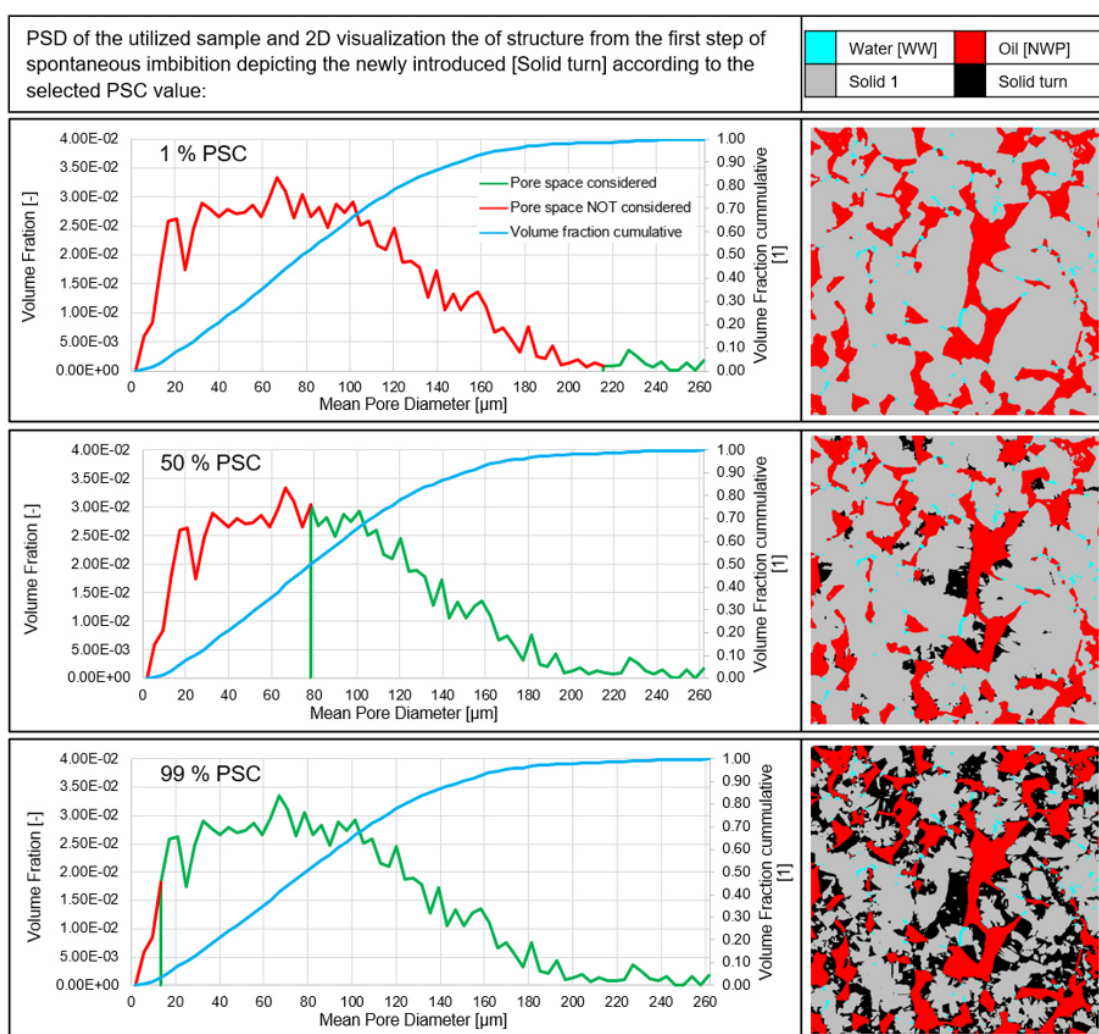 PSD of the utilized sample and 2D visualization the of structure from the first step of
spontaneous imbibition depicting the newly introduced [Solid turn] according to the
selected PSC value:
Water [WW]
Oil [NWP]
Solid 1
Solid turn
1 % PSC
4.00E-02
3.50E-02
3.00E-02
2.50E-02
2.00E-02
1.50E-02
1.00E-02
5.00E-03
0.00E+00
Volume Fration [-]
0 20 40 60 80 100 120 140 160 180 200 220 240 260
Mean Pore Diameter [µm]
Pore space considered
Pore space NOT considered
Volume fraction cumulative
1.00
0.90
0.80
0.70
0.60
0.50
0.40
0.30
0.20
0.10
0.00
Volume Fraction cummulative
[1]
50 % PSC
4.00E-02
3.50E-02
3.00E-02
2.50E-02
2.00E-02
1.50E-02
1.00E-02
5.00E-03
0.00E+00
Volume Fration [-]
0 20 40 60 80 100 120 140 160 180 200 220 240 260
Mean Pore Diameter [µm]
1.00
0.90
0.80
0.70
0.60
0.50
0.40
0.30
0.20
0.10
0.00
Volume Fraction cummulative
[1]
99 % PSC
4.00E-02
3.50E-02
3.00E-02
2.50E-02
2.00E-02
1.50E-02
1.00E-02
5.00E-03
0.00E+00
Volume Fration [-]
0 20 40 60 80 100 120 140 160 180 200 220 240 260
Mean Pore Diameter [µm]
1.00
0.90
0.80
0.70
0.60
0.50
0.40
0.30
0.20
0.10
0.00
Volume Fraction cummulative
[1]